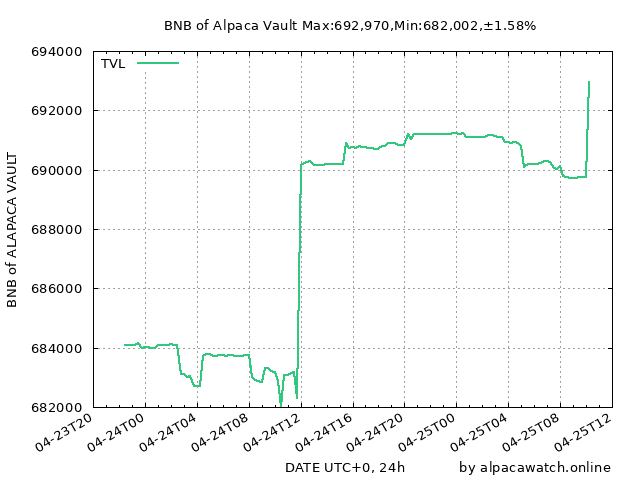 BNB of Alpaca Vault Max:692,970,Min:682,002,±1.58%
694000
TVL
692000
690000
688000
686000
684000
682000
BNB of ALAPACA VAULT
04-23T20
04-24T00
04-24T04
04-24T08
04-24T12
04-24T16
04-24T20
04-25T00
04-25T04
04-25T08
04-25T12
DATE UTC+0, 24h
by alpacawatch.online